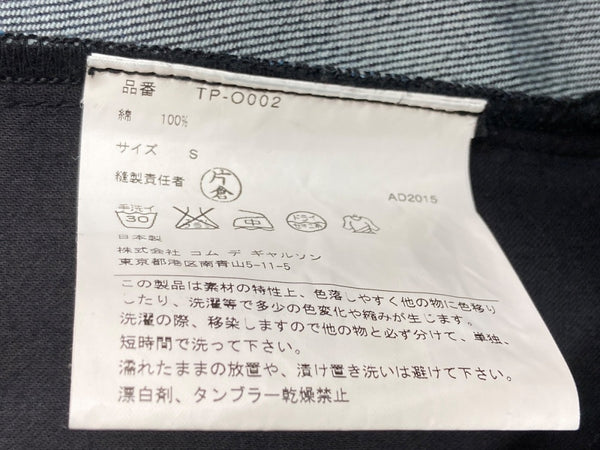 品番 TP-O002
綿 100%
サイズ S
縫製責任者 片倉
AD2015
手洗イ
30
中
ドライ
セキユ系
日本製
株式会社 コム デ ギャルソン
東京都港区南青山5-11-5
この製品は素材の特性上、色落しやすく他の物に色移り
したり、洗濯等で多少の色変化や縮みが生じます。
洗濯の際、移染しますので他の物と必ず分けて、単独、
短時間で洗って下さい。
濡れたままの放置や、漬け置き洗いは避けて下さい。
漂白剤、タンブラー乾燥禁止